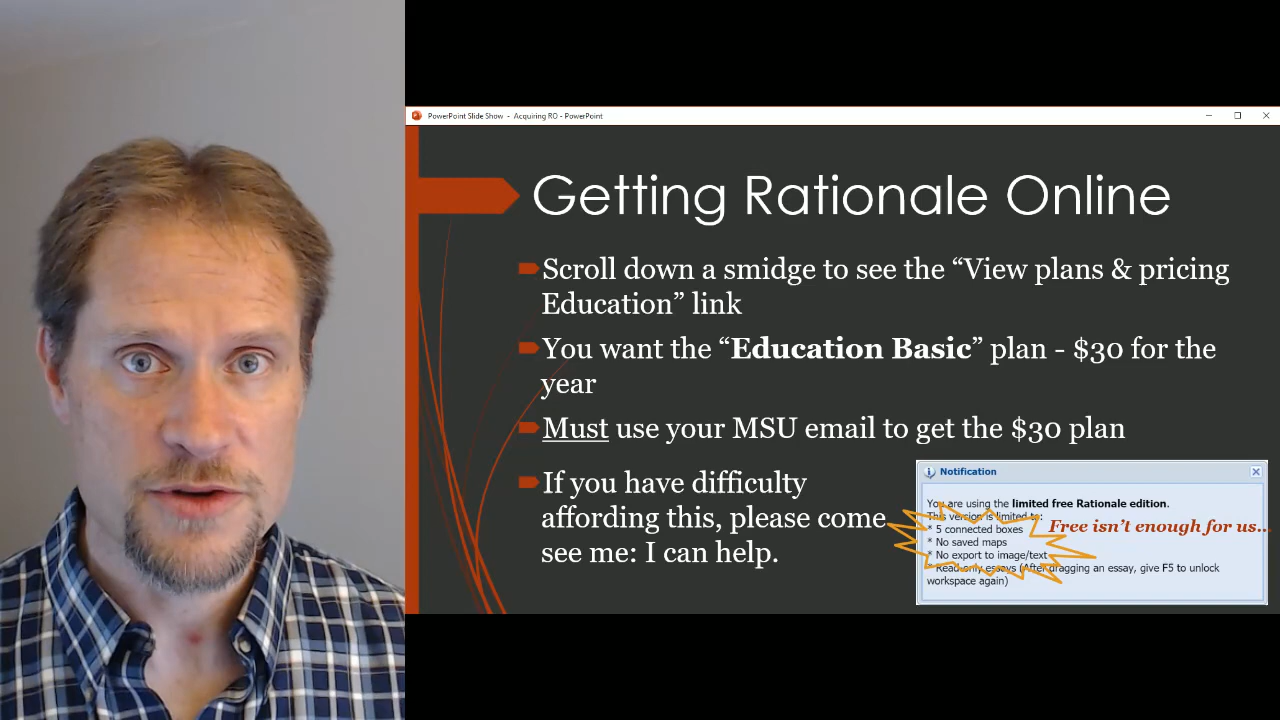 PowerPoint Slide Show - Acquiring RO - PowerPoint
Getting Rationale Online
Scroll down a smidge to see the “View plans & pricing
Education” link
You want the “Education Basic” plan - $30 for the
year
Must use your MSU email to get the $30 plan
If you have difficulty
affording this, please come
see me: I can help.
Notification
You are using the limited free Rationale edition.
This version is limited to:
* 5 connected boxes
Free isn’t enough for us...
* No saved maps
* No export to image/text
* Read-only essays (After dragging an essay, give F5 to unlock
workspace again)